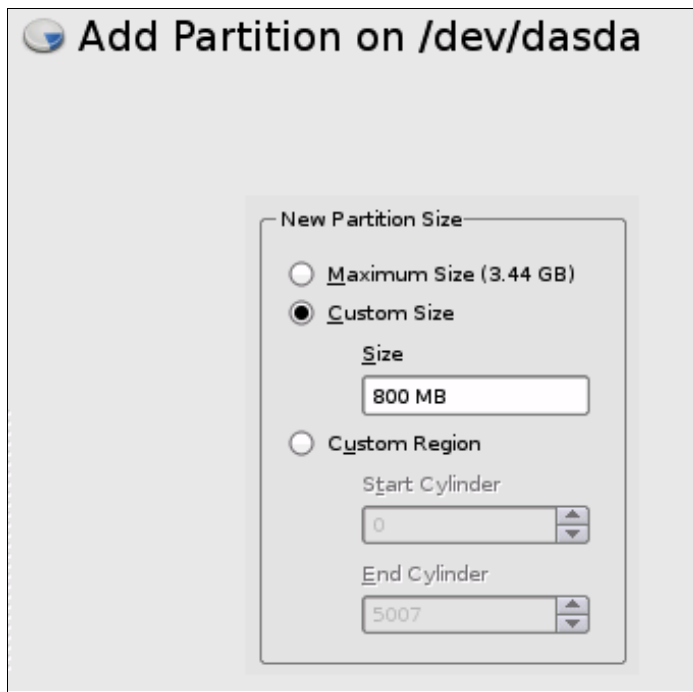 Add Partition on /dev/dasda
New Partition Size
Maximum Size (3.44 GB)
Custom Size
Size
800 MB
Custom Region
Start Cylinder
0
End Cylinder
5007